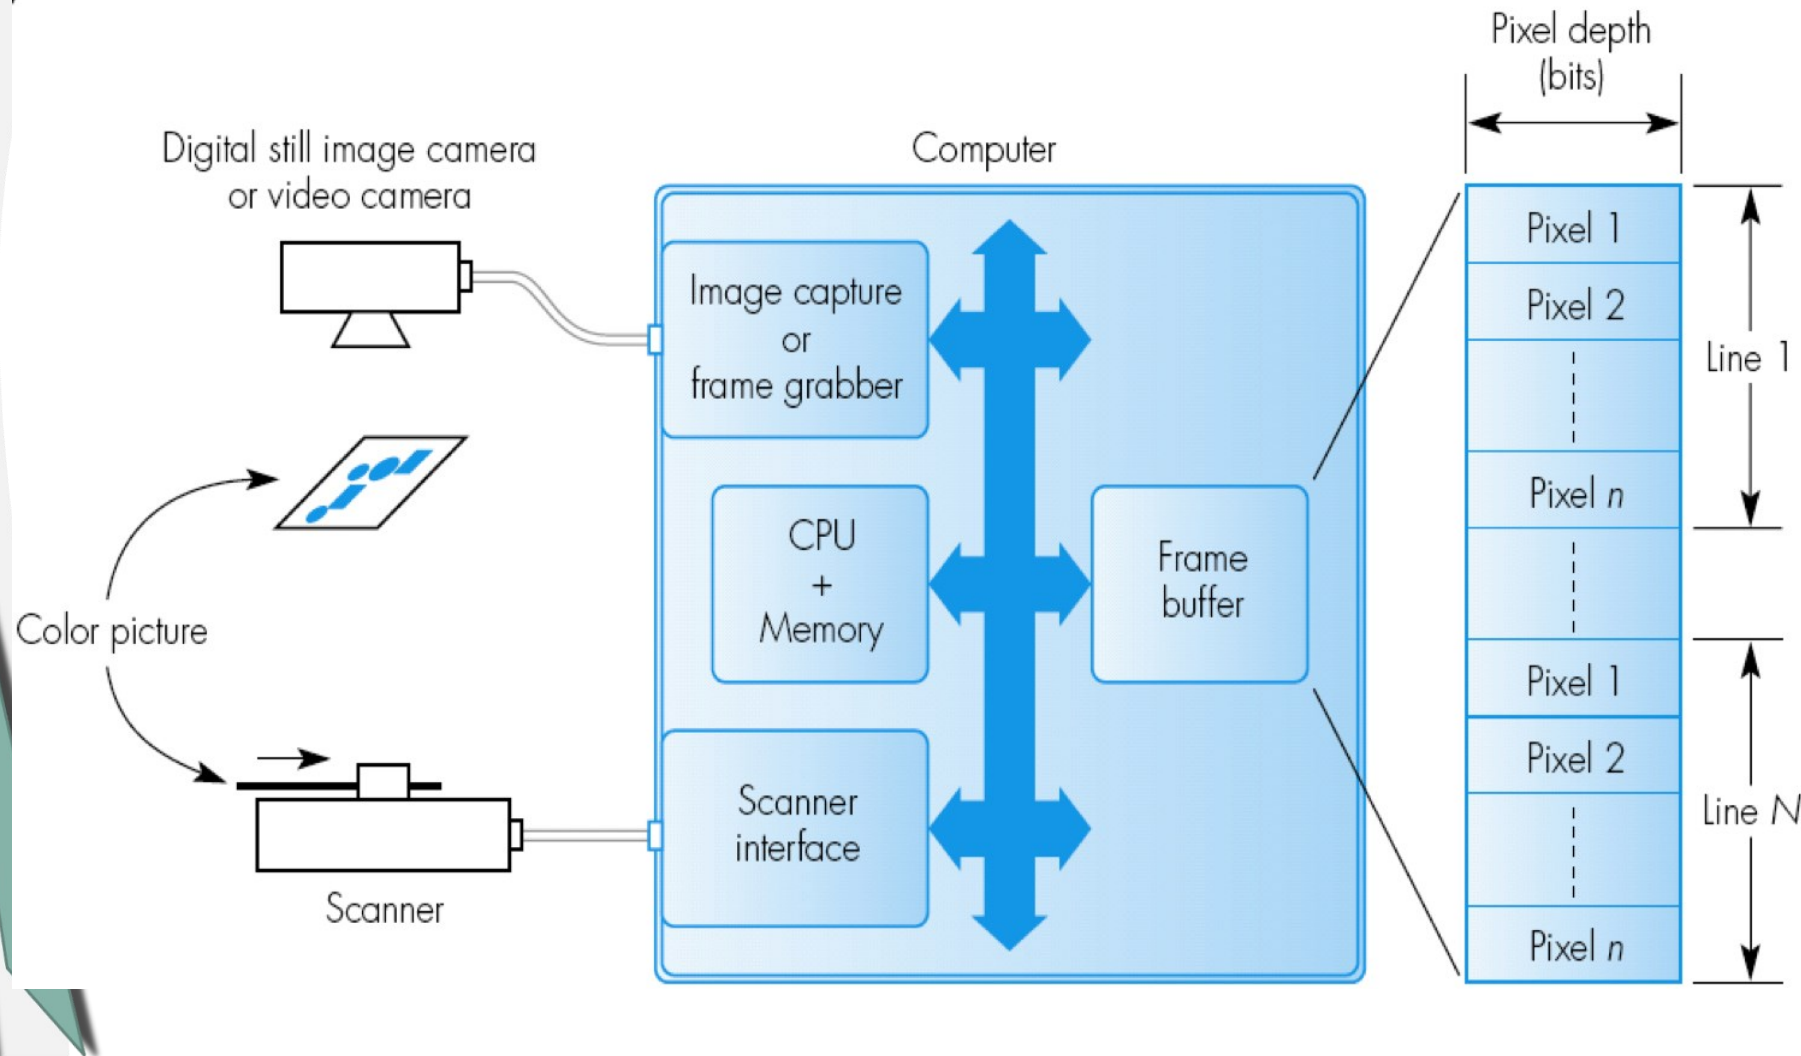 Pixel depth
(bits)
Digital still image camera
or video camera
Computer
Image capture
or
frame grabber
CPU
+
Memory
Frame
buffer
Color picture
Scanner
interface
Scanner
Pixel 1
Pixel 2
Pixel n
Line 1
Pixel 1
Pixel 2
Pixel n
Line N